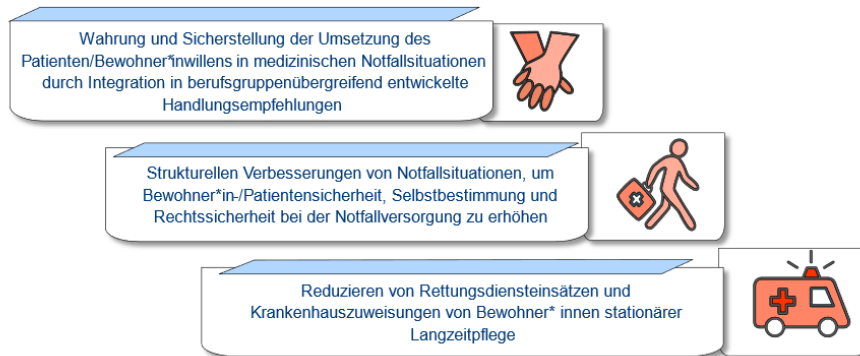 Wahrung und Sicherstellung der Umsetzung des
Patienten/Bewohner*inwillens in medizinischen Notfallsituationen
durch Integration in berufsgruppenübergreifend entwickelte
Handlungsempfehlungen
Strukturellen Verbesserungen von Notfallsituationen, um
Bewohner*in-/Patientensicherheit, Selbstbestimmung und
Rechtssicherheit bei der Notfallversorgung zu erhöhen
Reduzieren von Rettungsdiensteinsätzen und
Krankenhauszuweisungen von Bewohner* innen stationärer
Langzeitpflege